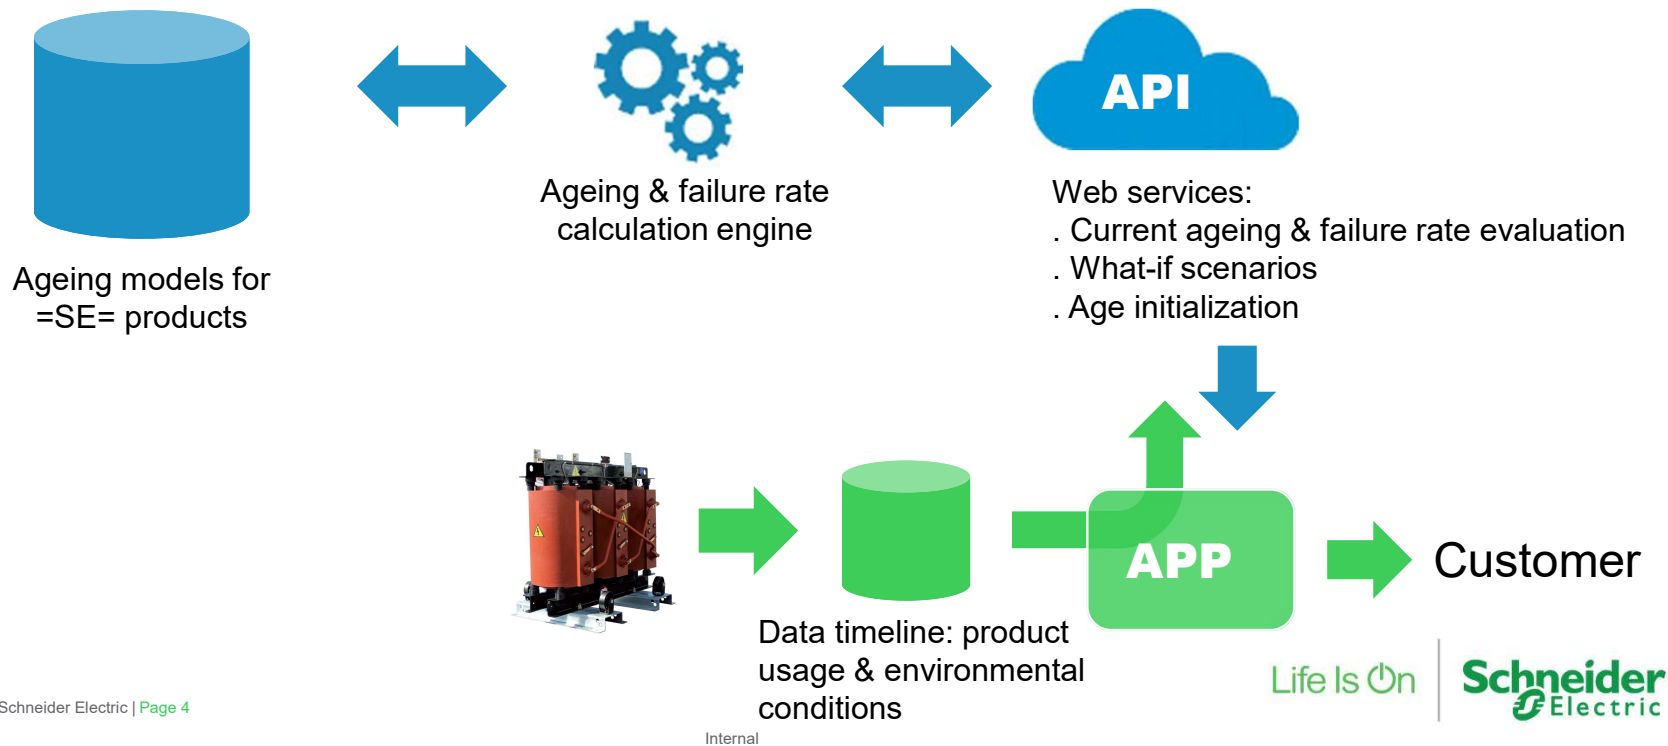 API
Ageing & failure rate
calculation engine
Web services:
. Current ageing & failure rate evaluation
. What-if scenarios
. Age initialization
Ageing models for
=SE= products
APP
Customer
Data timeline: product
usage & environmental
conditions
Life Is On
Schneider
Electric
Schneider Electric | Page 4
Internal